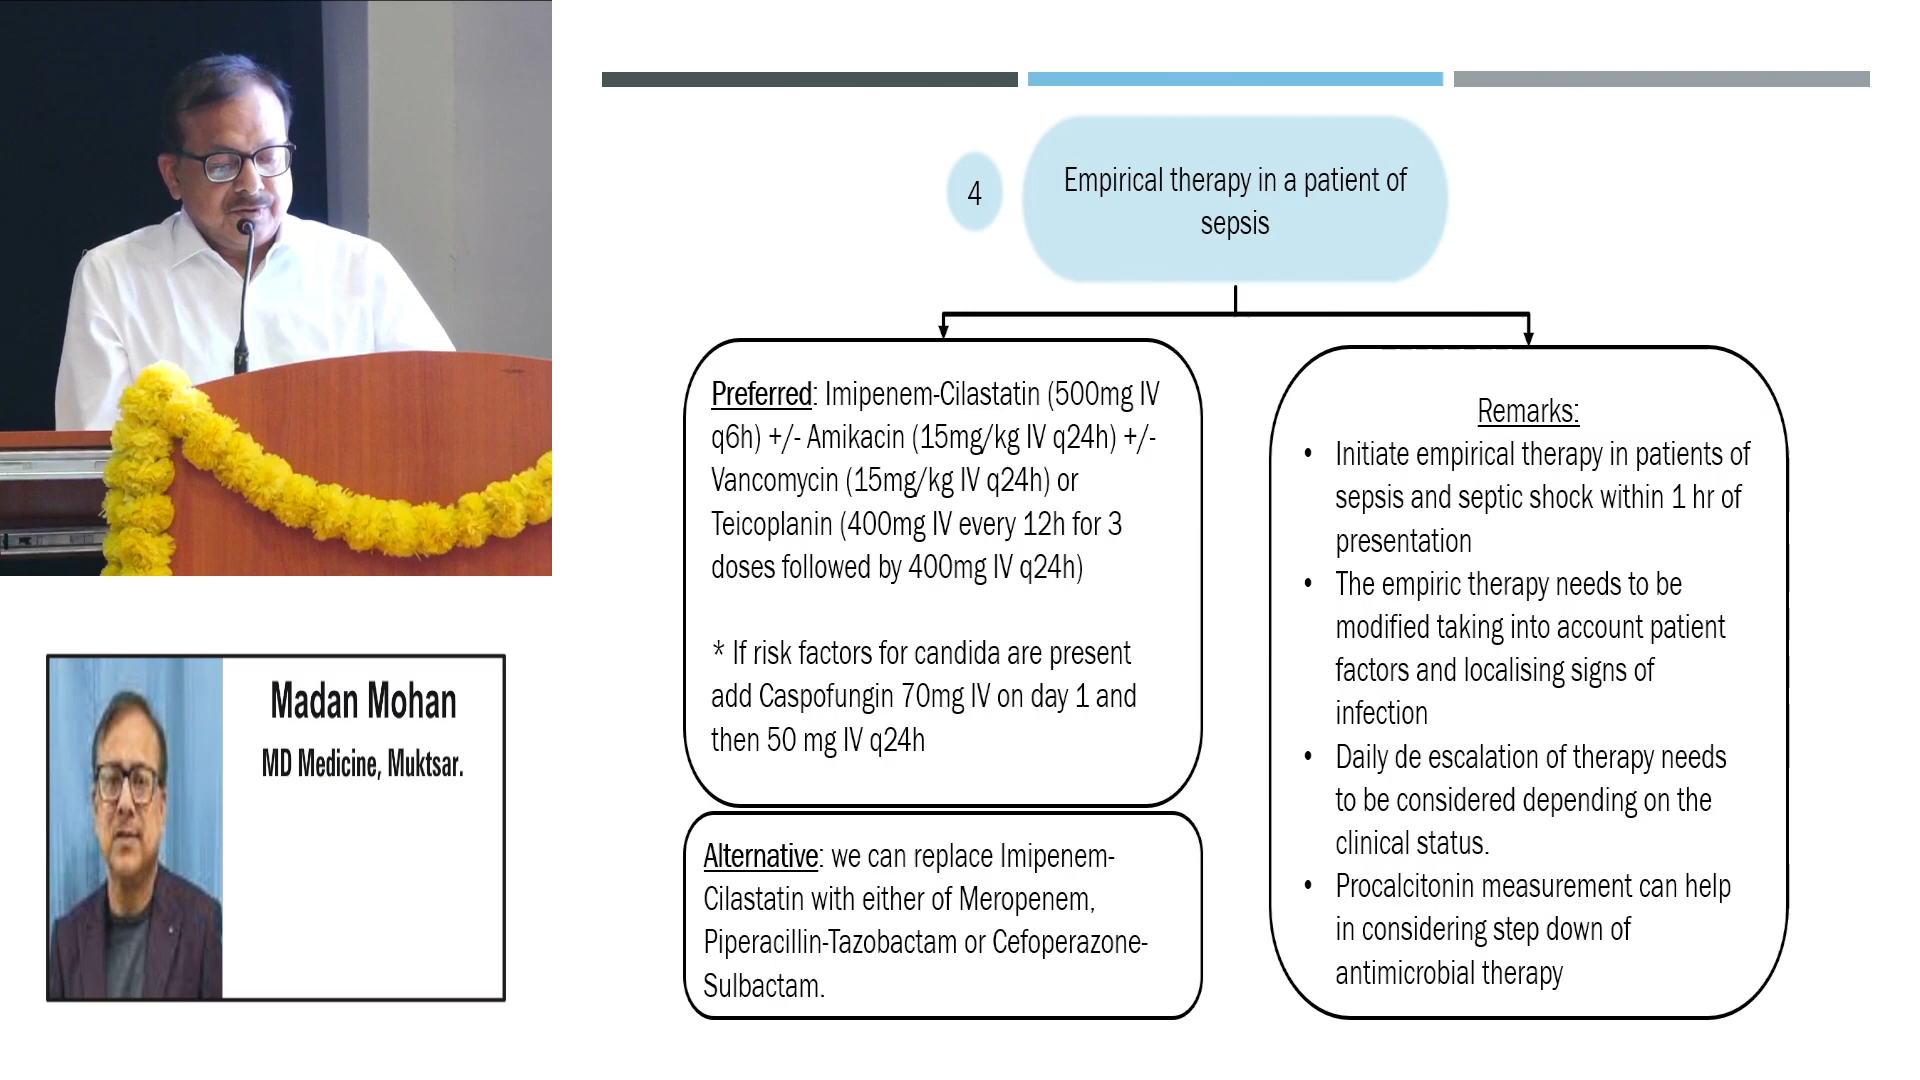 4
Empirical therapy in a patient of
sepsis
Preferred: Imipenem-Cilastatin (500mg IV
q6h) +/- Amikacin (15mg/kg IV q24h) +/-
Vancomycin (15mg/kg IV q24h) or
Teicoplanin (400mg IV every 12h for 3
doses followed by 400mg IV q24h)
* If risk factors for candida are present
add Caspofungin 70mg IV on day 1 and
then 50 mg IV q24h
Alternative: we can replace Imipenem-
Cilastatin with either of Meropenem,
Piperacillin-Tazobactam or Cefoperazone-
Sulbactam.
Remarks:
• Initiate empirical therapy in patients of
sepsis and septic shock within 1 hr of
presentation
• The empiric therapy needs to be
modified taking into account patient
factors and localising signs of
infection
• Daily de escalation of therapy needs
to be considered depending on the
clinical status.
• Procalcitonin measurement can help
in considering step down of
antimicrobial therapy
Madan Mohan
MD Medicine, Muktsar.